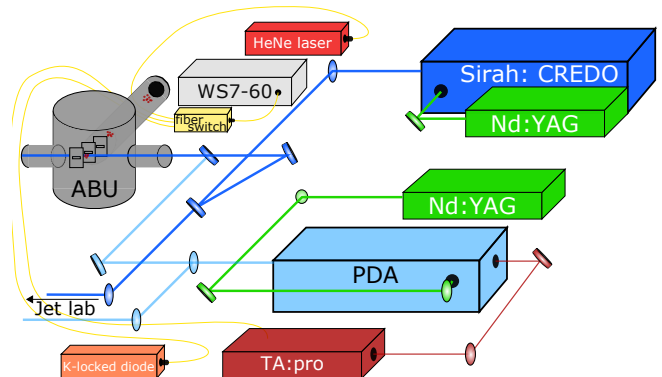 HeNe laser
Sirah: CREDO
WS7-60
Nd:YAG
fiber
switch
ABU
Nd:YAG
PDA
Jet lab
K-locked diode
TA:pro